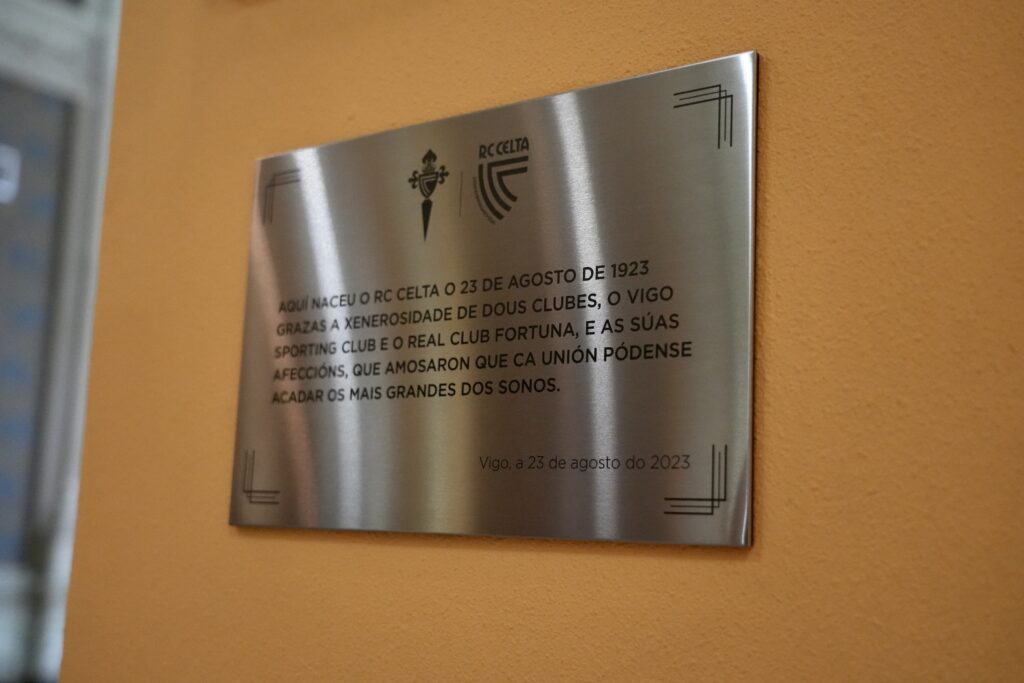 RC CELTA
AQUÍ NACEU O RC CELTA O 23 DE AGOSTO DE 1923
GRAZAS A XENEROSIDADE DE DOUS CLUBES, O VIGO
SPORTING CLUB E O REAL CLUB FORTUNA, E AS SÚAS
AFECCIÓNS, QUE AMOSARON QUE CA UNIÓN PÓDENSE
ACADAR OS MAIS GRANDES DOS SONOS.
Vigo, a 23 de agosto do 2023